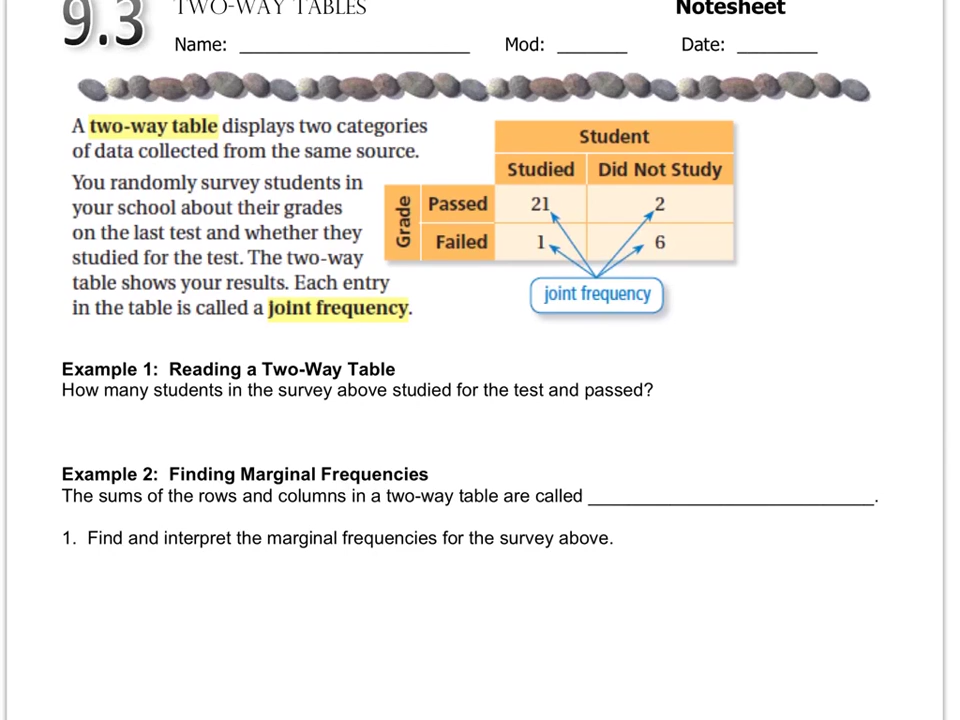 9.3
TWO-WAY TABLES
Notesheet
Name: ______________________ Mod: _______ Date: ________
A two-way table displays two categories
of data collected from the same source.
You randomly survey students in
your school about their grades
on the last test and whether they
studied for the test. The two-way
table shows your results. Each entry
in the table is called a joint frequency.
Student
Studied Did Not Study
Grade
Passed 21 2
Failed 1 6
joint frequency
Example 1: Reading a Two-Way Table
How many students in the survey above studied for the test and passed?
Example 2: Finding Marginal Frequencies
The sums of the rows and columns in a two-way table are called ____________________________.
1. Find and interpret the marginal frequencies for the survey above.